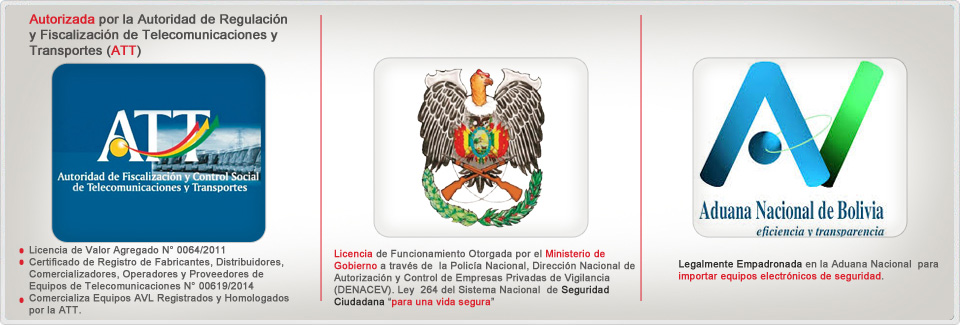 Autorizada por la Autoridad de Regulación
y Fiscalización de Telecomunicaciones y
Transportes (ATT)
ATT
Autoridad de Fiscalización y Control Social
de Telecomunicaciones y Transportes
Licencia de Valor Agregado N° 0064/2011
Certificado de Registro de Fabricantes, Distribuidores,
Comercializadores, Operadores y Proveedores de
Equipos de Telecomunicaciones N° 00619/2014
Comercializa Equipos AVL Registrados y Homologados
por la ATT.
Licencia de Funcionamiento Otorgada por el Ministerio de
Gobierno a través de la Policía Nacional, Dirección Nacional de
Autorización y Control de Empresas Privadas de Vigilancia
(DENACEV). Ley 264 del Sistema Nacional de Seguridad
Ciudadana “para una vida segura”
Aduana Nacional de Bolivia
eficiencia y transparencia
Legalmente Empadronada en la Aduana Nacional para
importar equipos electrónicos de seguridad.